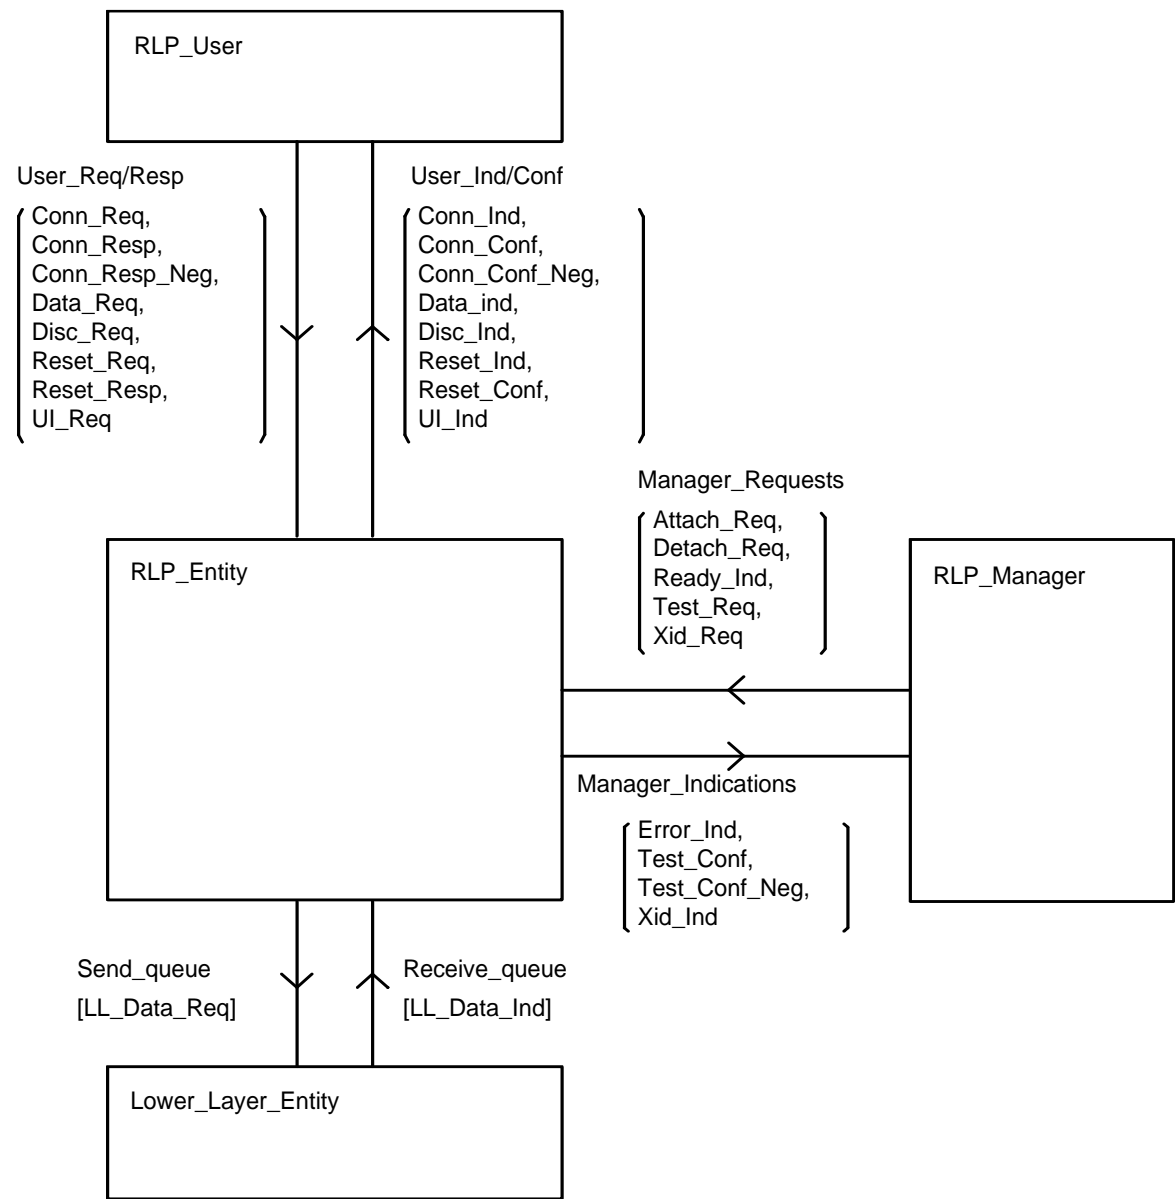 RLP_User
User_Req/Resp
Conn_Req,
Conn_Resp,
Conn_Resp_Neg,
Data_Req,
Disc_Req,
Reset_Req,
Reset_Resp,
UI_Req
User_Ind/Conf
Conn_Ind,
Conn_Conf,
Conn_Conf_Neg,
Data_ind,
Disc_Ind,
Reset_Ind,
Reset_Conf,
UI_Ind
Manager_Requests
Attach_Req,
Detach_Req,
Ready_Ind,
Test_Req,
Xid_Req
RLP_Entity
RLP_Manager
Manager_Indications
Error_Ind,
Test_Conf,
Test_Conf_Neg,
Xid_Ind
Send_queue
[LL_Data_Req]
Receive_queue
[LL_Data_Ind]
Lower_Layer_Entity